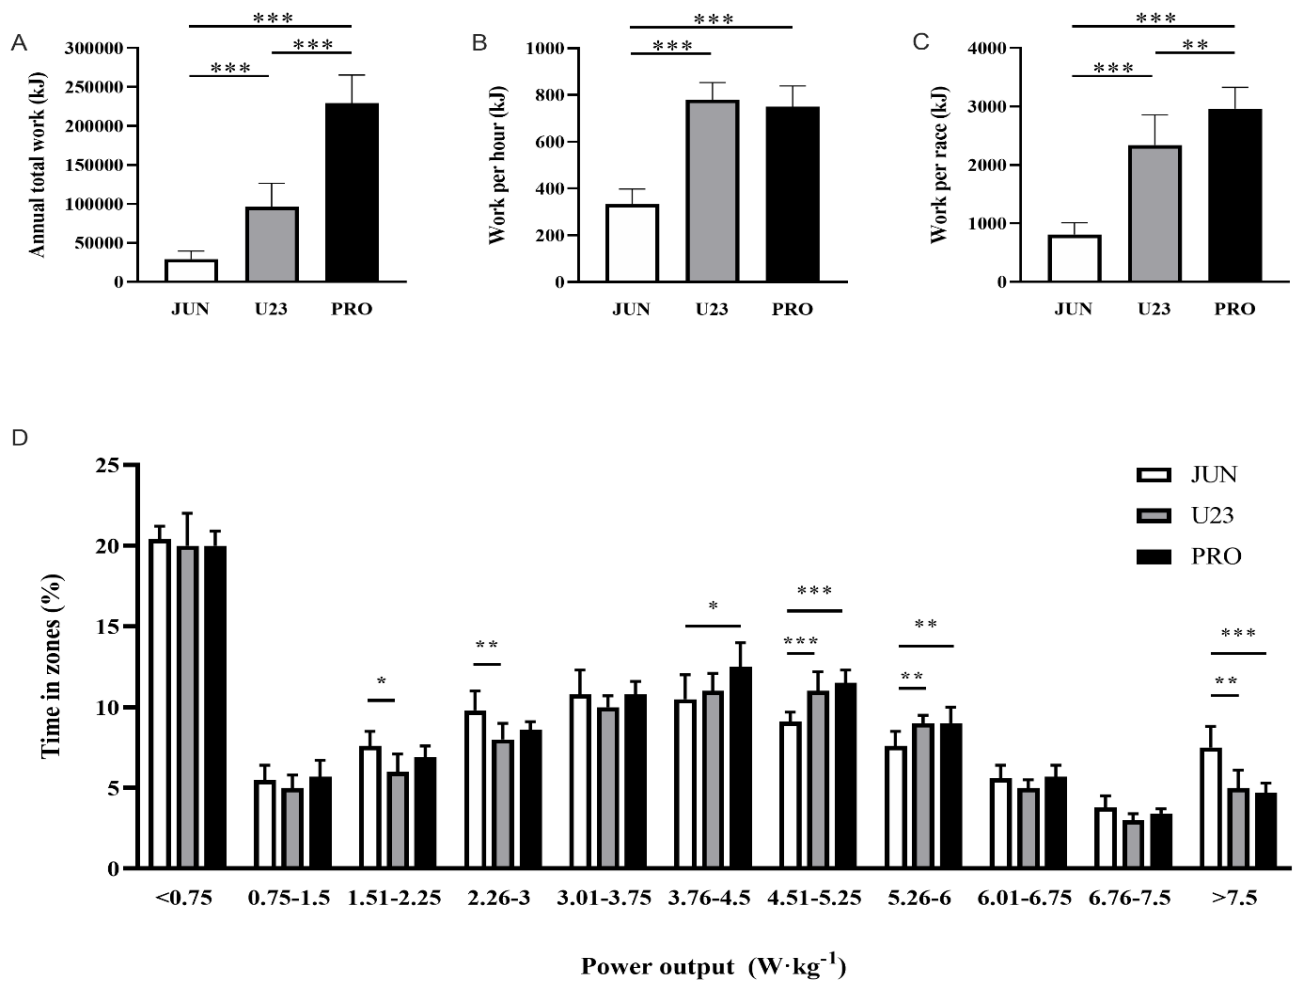 A
Annual total work (kJ)
300000
250000
200000
150000
100000
50000
0
***
***
***
JUN U23 PRO
B
Work per hour (kJ)
1000
800
600
400
200
0
***
***
JUN U23 PRO
C
Work per race (kJ)
4000
3000
2000
1000
0
***
**
***
JUN U23 PRO
D
Time in zones (%)
25
20
15
10
5
0
*
**
*
***
***
**
**
***
**
JUN
U23
PRO
<0.75 0.75-1.5 1.51-2.25 2.26-3 3.01-3.75 3.76-4.5 4.51-5.25 5.26-6 6.01-6.75 6.76-7.5 >7.5
Power output (W·kg⁻¹)